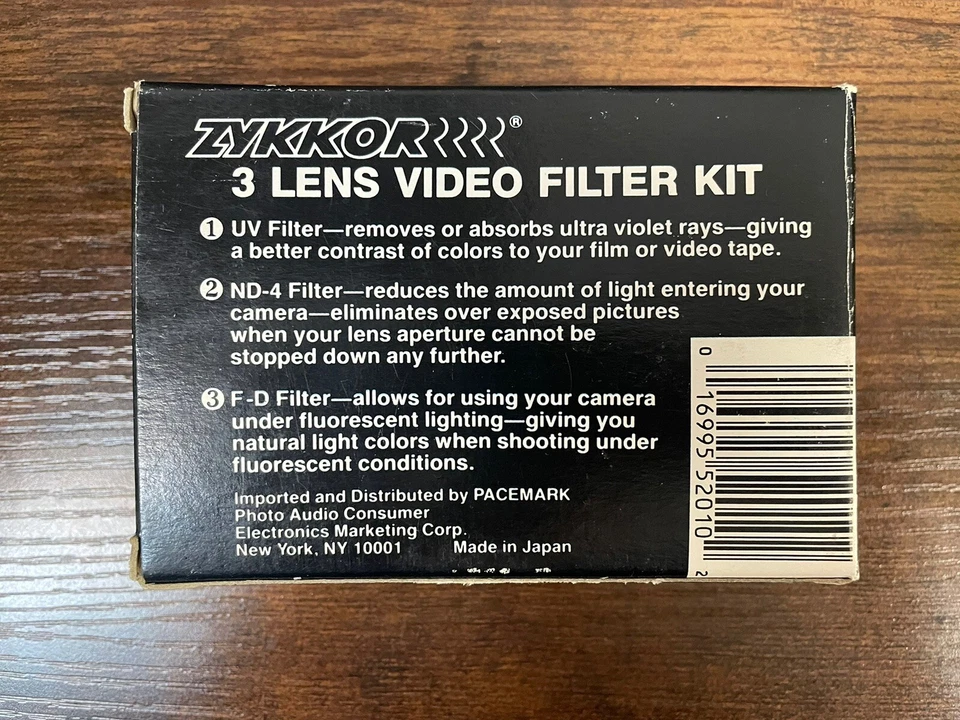 ZYKKOR®
3 LENS VIDEO FILTER KIT
❶ UV Filter—removes or absorbs ultra violet rays—giving
a better contrast of colors to your film or video tape.
❷ ND-4 Filter—reduces the amount of light entering your
camera—eliminates over exposed pictures
when your lens aperture cannot be
stopped down any further.
❸ F-D Filter—allows for using your camera
under fluorescent lighting—giving you
natural light colors when shooting under
fluorescent conditions.
Imported and Distributed by PACEMARK
Photo Audio Consumer
Electronics Marketing Corp.
New York, NY 10001 Made in Japan
0 16995 52010 2